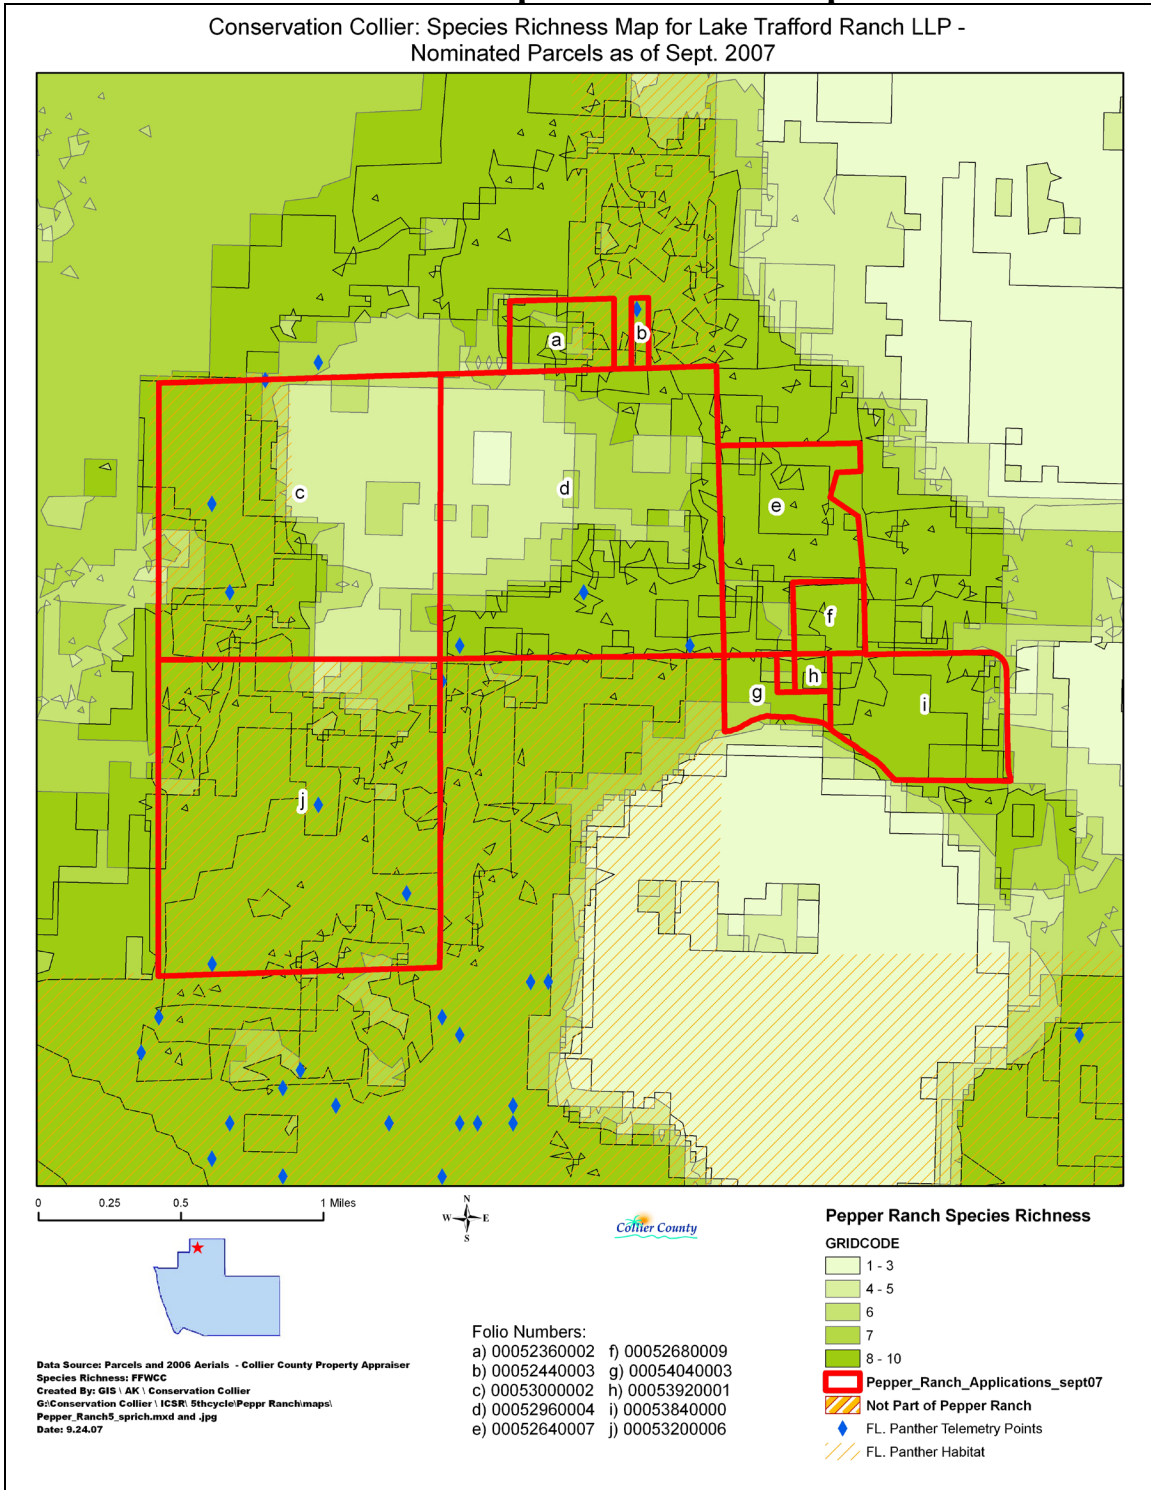 Conservation Collier: Species Richness Map for Lake Trafford Ranch LLP -
Nominated Parcels as of Sept. 2007
a
b
c
d
e
f
g
h
i
j
0 0.25 0.5 1 Miles
N
W E
S
Collier County
Pepper Ranch Species Richness
GRIDCODE
1 - 3
4 - 5
6
7
8 - 10
Pepper_Ranch_Applications_sept07
Not Part of Pepper Ranch
FL. Panther Telemetry Points
FL. Panther Habitat
Folio Numbers:
a) 00052360002 f) 00052680009
b) 00052440003 g) 00054040003
c) 00053000002 h) 00053920001
d) 00052960004 i) 00053840000
e) 00052640007 j) 00053200006
Data Source: Parcels and 2006 Aerials - Collier County Property Appraiser
Species Richness: FFWCC
Created By: GIS \ AK \ Conservation Collier
G:\Conservation Collier \ ICSR\ 5thcycle\Peppr Ranch\maps\
Pepper_Ranch5_sprich.mxd and .jpg
Date: 9.24.07